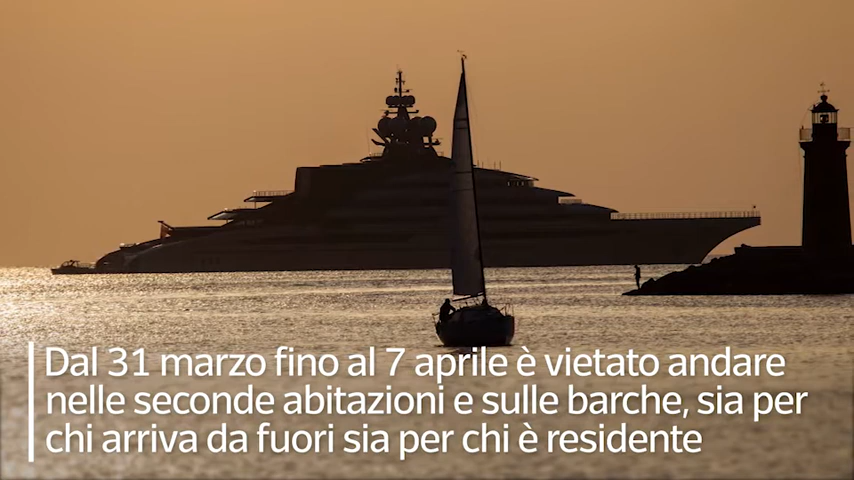 Dal 31 marzo fino al 7 aprile è vietato andare
nelle seconde abitazioni e sulle barche, sia per
chi arriva da fuori sia per chi è residente